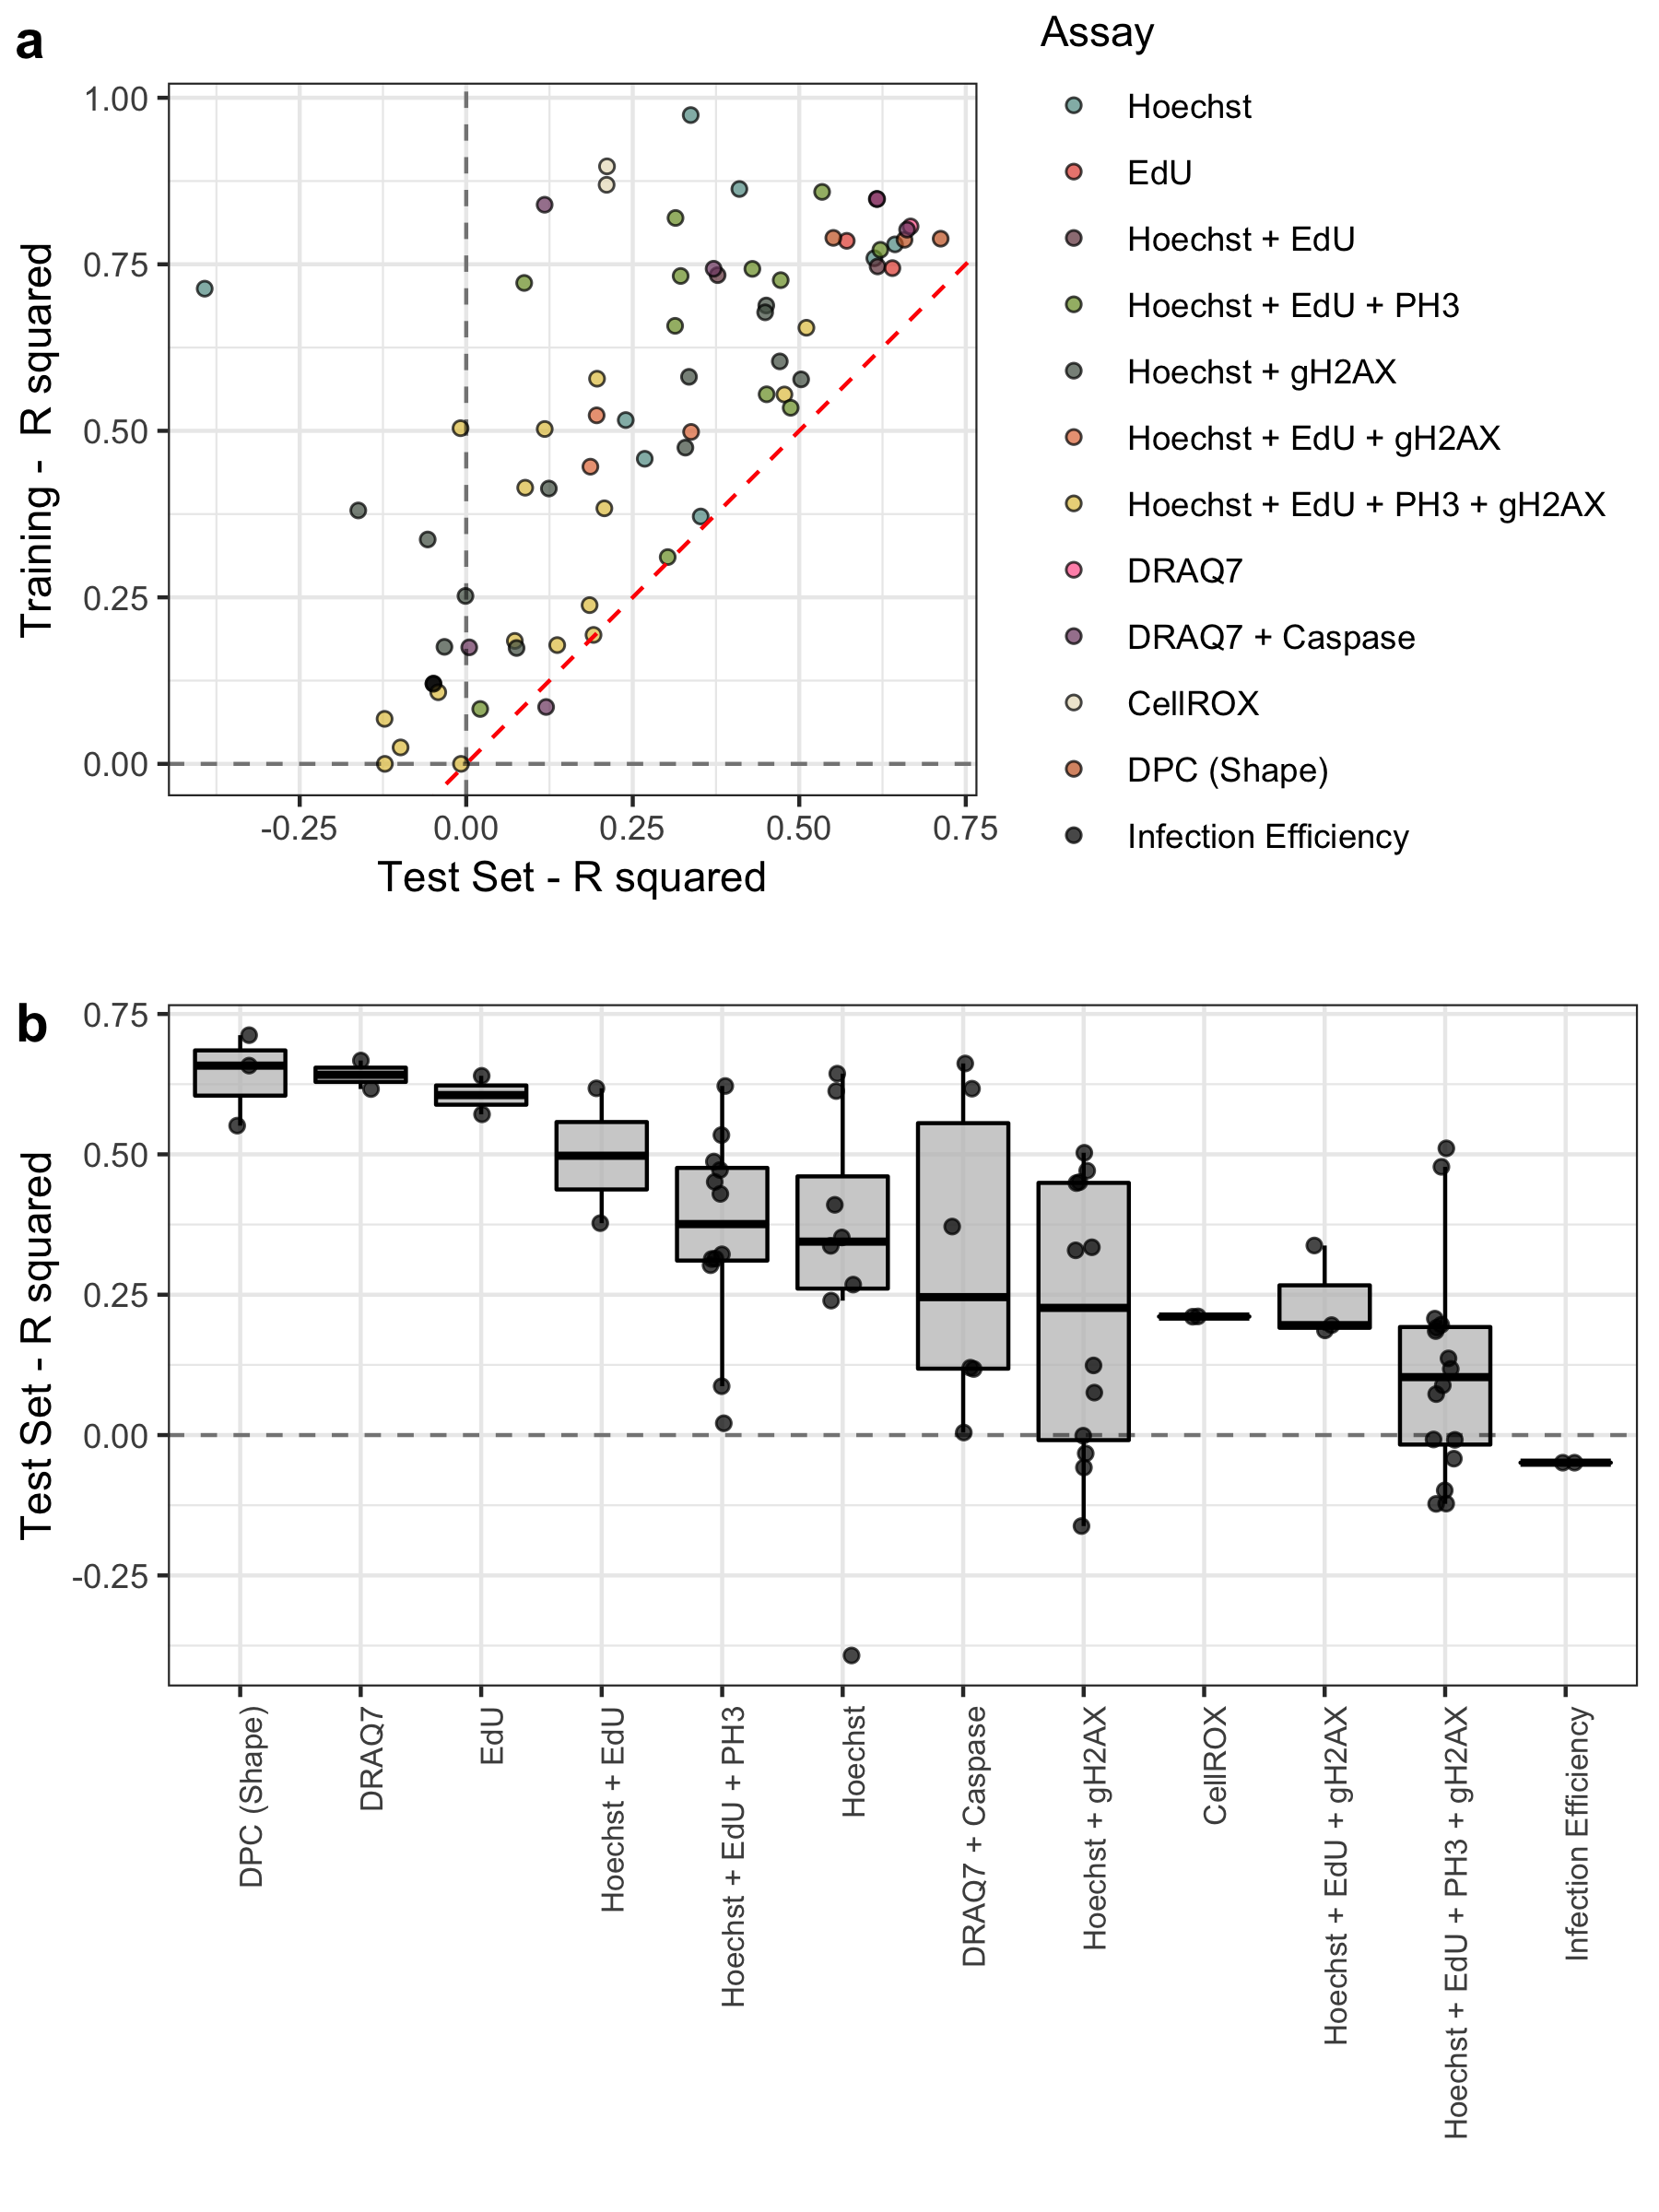 a
Training - R squared
1.00
0.75
0.50
0.25
0.00
-0.25
0.00
0.25
0.50
0.75
Test Set - R squared
Assay
Hoechst
EdU
Hoechst + EdU
Hoechst + EdU + PH3
Hoechst + gH2AX
Hoechst + EdU + gH2AX
Hoechst + EdU + PH3 + gH2AX
DRAQ7
DRAQ7 + Caspase
CellROX
DPC (Shape)
Infection Efficiency
b
Test Set - R squared
0.75
0.50
0.25
0.00
-0.25
DPC (Shape)
DRAQ7
EdU
Hoechst + EdU
Hoechst + EdU + PH3
Hoechst
DRAQ7 + Caspase
Hoechst + gH2AX
CellROX
Hoechst + EdU + gH2AX
Hoechst + EdU + PH3 + gH2AX
Infection Efficiency